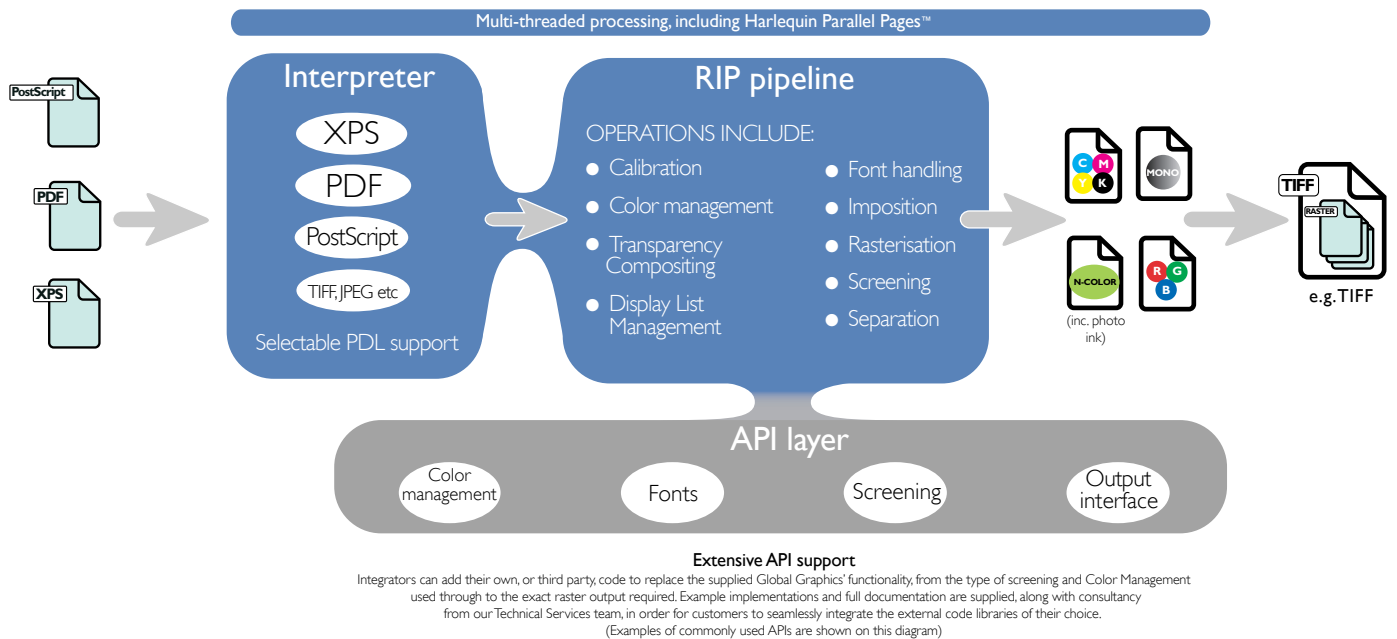 Multi-threaded processing, including Harlequin Parallel Pages™
PostScript
PDF
XPS
Interpreter
XPS
PDF
PostScript
TIFF, JPEG etc
Selectable PDL support
RIP pipeline
OPERATIONS INCLUDE:
● Calibration
● Color management
● Transparency
Compositing
● Display List
Management
● Font handling
● Imposition
● Rasterisation
● Screening
● Separation
C M
Y K
MONO
N-COLOR
(inc. photo
ink)
R G
B
TIFF
RASTER
e.g. TIFF
API layer
Color
management
Fonts
Screening
Output
interface
Extensive API support
Integrators can add their own, or third party, code to replace the supplied Global Graphics’ functionality, from the type of screening and Color Management
used through to the exact raster output required. Example implementations and full documentation are supplied, along with consultancy
from our Technical Services team, in order for customers to seamlessly integrate the external code libraries of their choice.
(Examples of commonly used APIs are shown on this diagram)